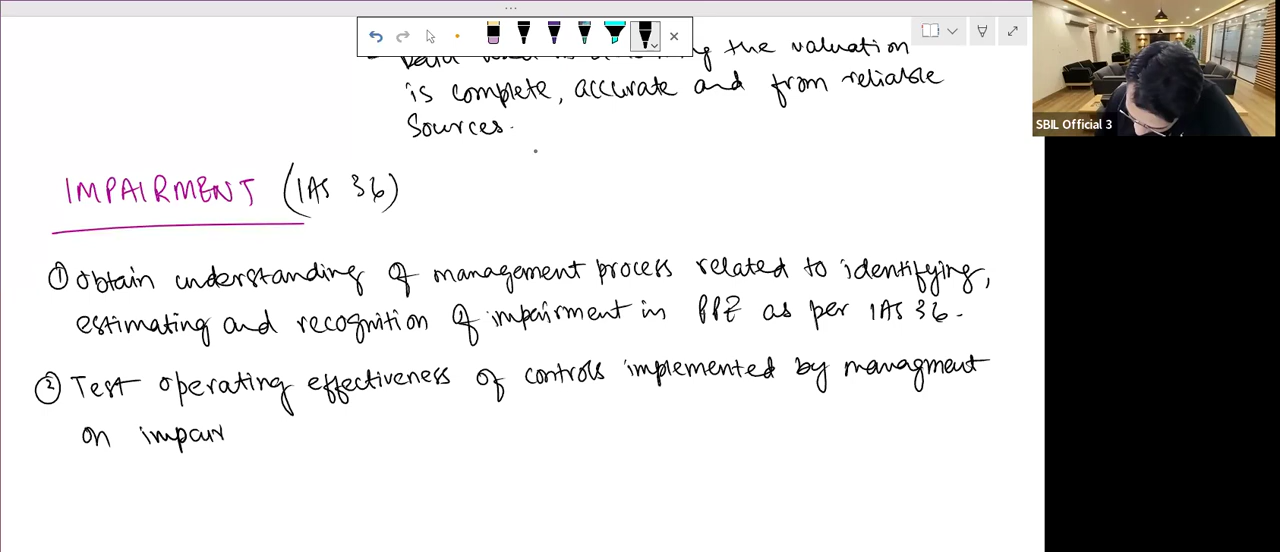 the valuation
is complete, accurate and from reliable
Sources.
SBIL Official 3
IMPAIRMENT (IAS 36)
① Obtain understanding of management process related to identifying,
estimating and recognition of impairment in PPE as per IAS 36.
② Test operating effectiveness of controls implemented by managment
on impair